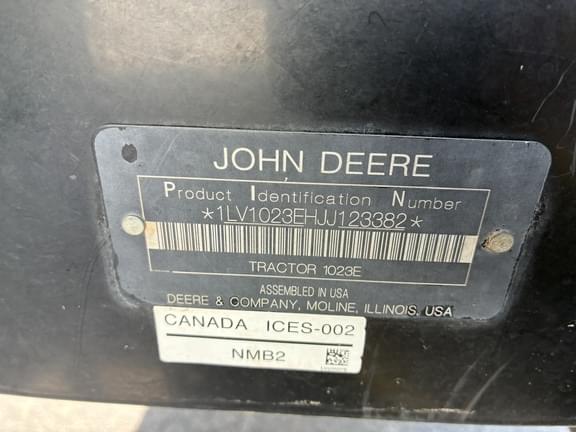 JOHN DEERE
Product Identification Number
*1LV1023EHJJ123382*
TRACTOR 1023E
ASSEMBLED IN USA
DEERE & COMPANY, MOLINE, ILLINOIS, USA
CANADA ICES-002
NMB2